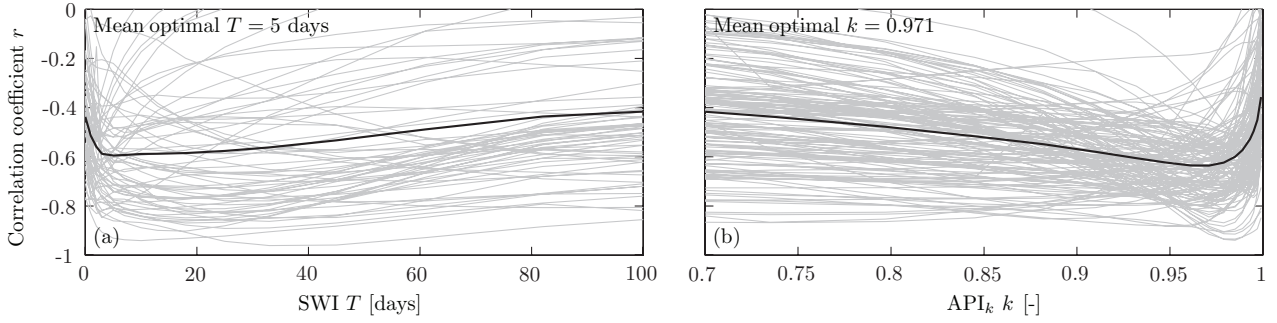 Correlation coefficient r
0
-0.2
-0.4
-0.6
-0.8
-1
Mean optimal T = 5 days
(a)
0 20 40 60 80 100
SWI T [days]
Mean optimal k = 0.971
(b)
0.7 0.75 0.8 0.85 0.9 0.95 1
APIₖ k [-]